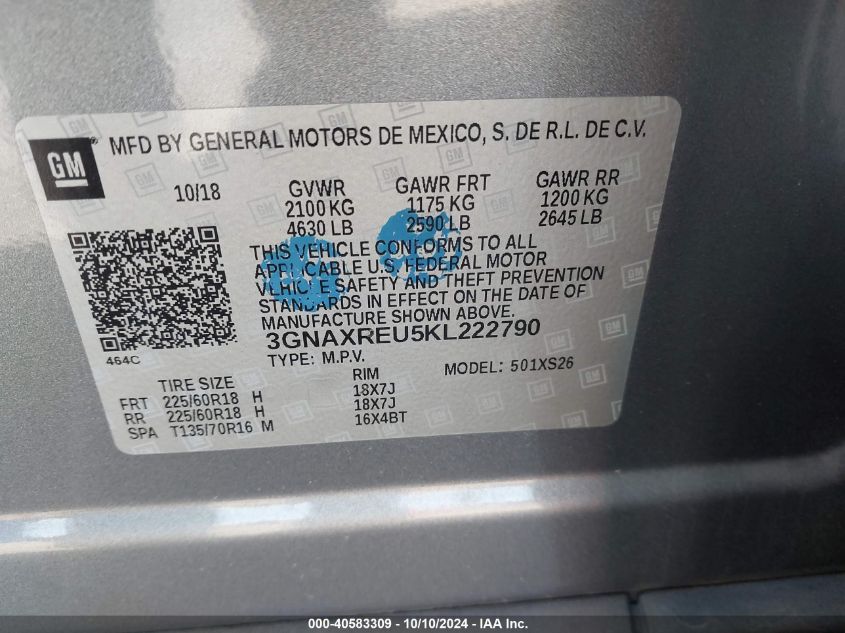 GM
MFD BY GENERAL MOTORS DE MEXICO, S. DE R.L. DE C.V.
10/18 GVWR GAWR FRT GAWR RR
2100 KG 1175 KG 1200 KG
4630 LB 2590 LB 2645 LB
THIS VEHICLE CONFORMS TO ALL
APPLICABLE U.S. FEDERAL MOTOR
VEHICLE SAFETY AND THEFT PREVENTION
STANDARDS IN EFFECT ON THE DATE OF
MANUFACTURE SHOWN ABOVE.
3GNAXREU5KL222790
464C
TYPE: M.P.V. MODEL: 501XS26
TIRE SIZE RIM
FRT 225/60R18 H 18X7J
RR 225/60R18 H 18X7J
SPA T135/70R16 M 16X4BT
000-40583309 - 10/10/2024 - IAAI Inc.